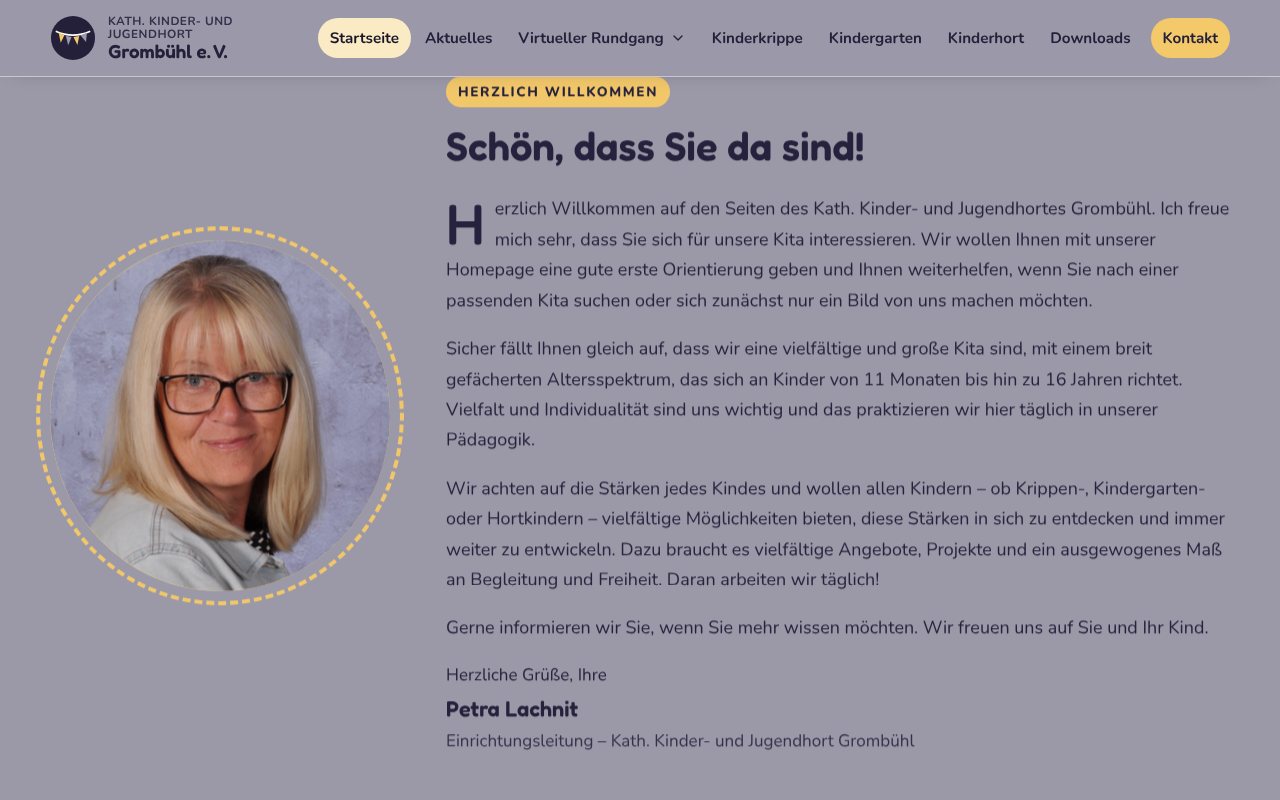 KATH. KINDER- UND
JUGENDHORT
Grombühl e. V.
Startseite
Aktuelles
Virtueller Rundgang
Kinderkrippe
Kindergarten
Kinderhort
Downloads
Kontakt
HERZLICH WILLKOMMEN
Schön, dass Sie da sind!
Herzlich Willkommen auf den Seiten des Kath. Kinder- und Jugendhortes Grombühl. Ich freue
mich sehr, dass Sie sich für unsere Kita interessieren. Wir wollen Ihnen mit unserer
Homepage eine gute erste Orientierung geben und Ihnen weiterhelfen, wenn Sie nach einer
passenden Kita suchen oder sich zunächst nur ein Bild von uns machen möchten.
Sicher fällt Ihnen gleich auf, dass wir eine vielfältige und große Kita sind, mit einem breit
gefächerten Altersspektrum, das sich an Kinder von 11 Monaten bis hin zu 16 Jahren richtet.
Vielfalt und Individualität sind uns wichtig und das praktizieren wir hier täglich in unserer
Pädagogik.
Wir achten auf die Stärken jedes Kindes und wollen allen Kindern – ob Krippen-, Kindergarten-
oder Hortkindern – vielfältige Möglichkeiten bieten, diese Stärken in sich zu entdecken und immer
weiter zu entwickeln. Dazu braucht es vielfältige Angebote, Projekte und ein ausgewogenes Maß
an Begleitung und Freiheit. Daran arbeiten wir täglich!
Gerne informieren wir Sie, wenn Sie mehr wissen möchten. Wir freuen uns auf Sie und Ihr Kind.
Herzliche Grüße, Ihre
Petra Lachnit
Einrichtungsleitung – Kath. Kinder- und Jugendhort Grombühl